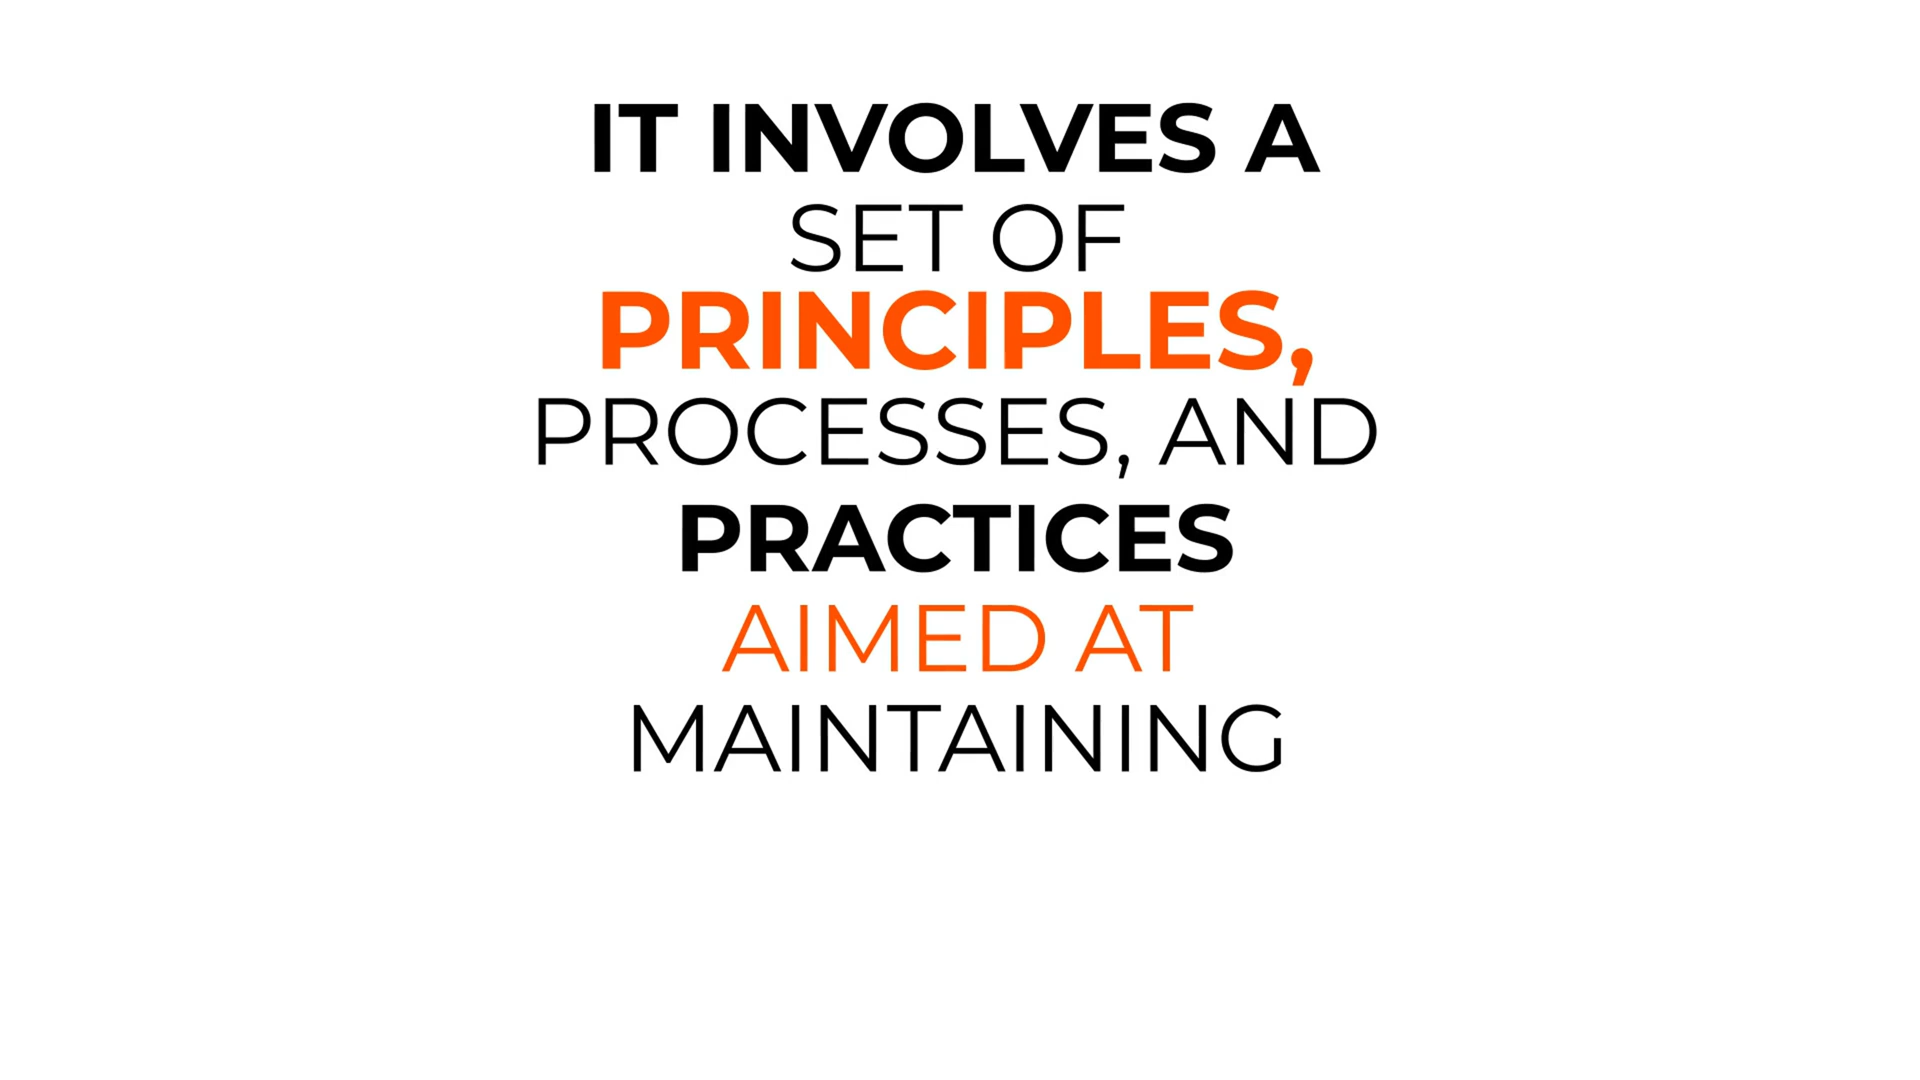 IT INVOLVES A
SET OF
PRINCIPLES,
PROCESSES, AND
PRACTICES
AIMED AT
MAINTAINING